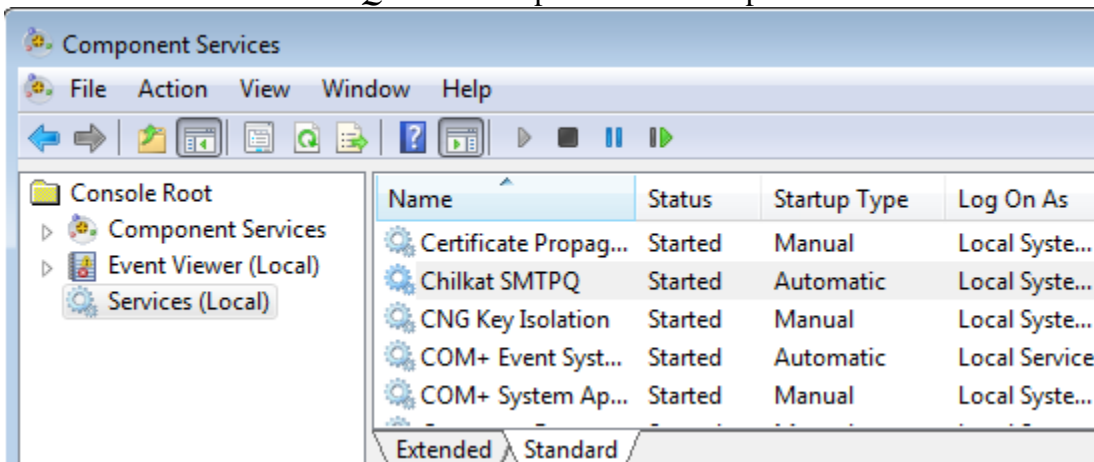 Component Services
File Action View Window Help
Console Root
Component Services
Event Viewer (Local)
Services (Local)
Name Status Startup Type Log On As
Certificate Propag... Started Manual Local Syste...
Chilkat SMTPQ Started Automatic Local Syste...
CNG Key Isolation Started Manual Local Syste...
COM+ Event Syst... Started Automatic Local Service
COM+ System Ap... Started Manual Local Syste...
Extended Standard